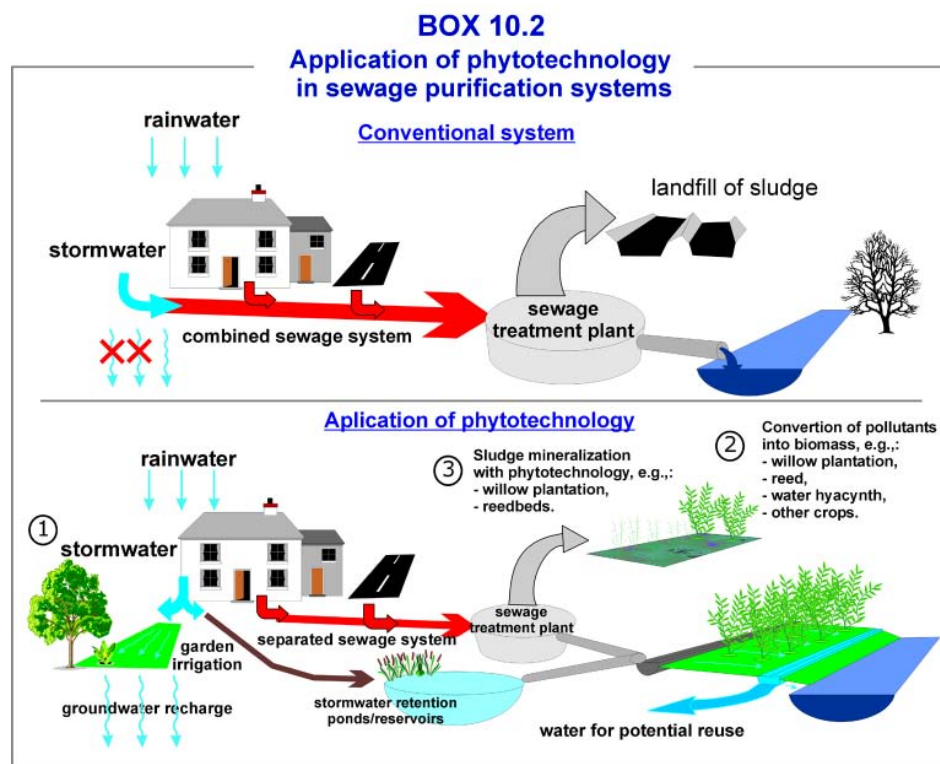 BOX 10.2
Application of phytotechnology
in sewage purification systems
Conventional system
rainwater
landfill of sludge
stormwater
sewage
treatment plant
combined sewage system
Aplication of phytotechnology
rainwater
3
Sludge mineralization
with phytotechnology, e.g.,:
- willow plantation,
- reedbeds.
2
Convertion of pollutants
into biomass, e.g.,:
- willow plantation,
- reed,
- water hyacynth,
- other crops.
1
stormwater
sewage
treatment plant
separated sewage system
garden
irrigation
groundwater recharge
stormwater retention
ponds/reservoirs
water for potential reuse